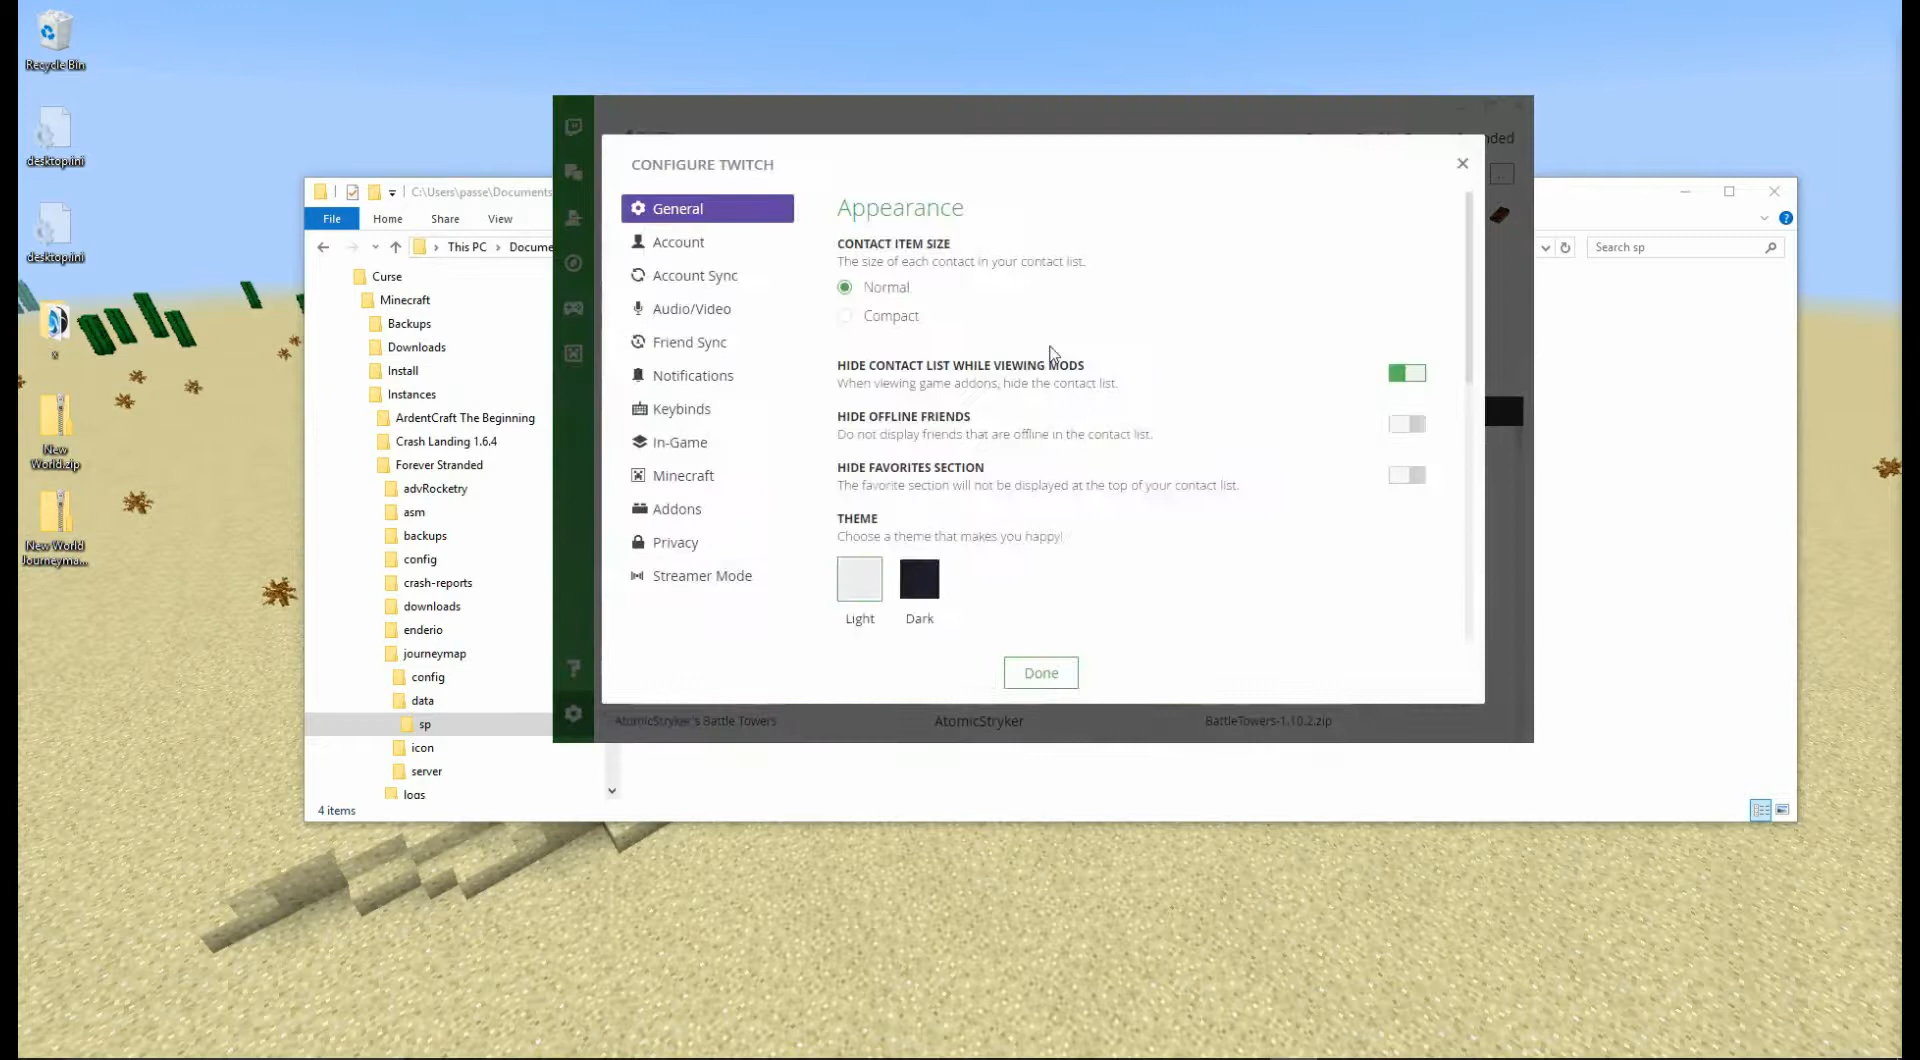 Recycle Bin
desktop.ini
desktop.ini
x
New
World.zip
New World
Journeyma...
C:\Users\passe\Documents
File
Home
Share
View
This PC
Docume
Search sp
Curse
Minecraft
Backups
Downloads
Install
Instances
ArdentCraft The Beginning
Crash Landing 1.6.4
Forever Stranded
advRocketry
asm
backups
config
crash-reports
downloads
enderio
journeymap
config
data
sp
icon
server
logs
4 items
CONFIGURE TWITCH
General
Account
Account Sync
Audio/Video
Friend Sync
Notifications
Keybinds
In-Game
Minecraft
Addons
Privacy
Streamer Mode
Appearance
CONTACT ITEM SIZE
The size of each contact in your contact list.
Normal
Compact
HIDE CONTACT LIST WHILE VIEWING MODS
When viewing game addons, hide the contact list.
HIDE OFFLINE FRIENDS
Do not display friends that are offline in the contact list.
HIDE FAVORITES SECTION
The favorite section will not be displayed at the top of your contact list.
THEME
Choose a theme that makes you happy!
Light
Dark
Done
nded
AtomicStryker's Battle Towers
AtomicStryker
BattleTowers-1.10.2.zip